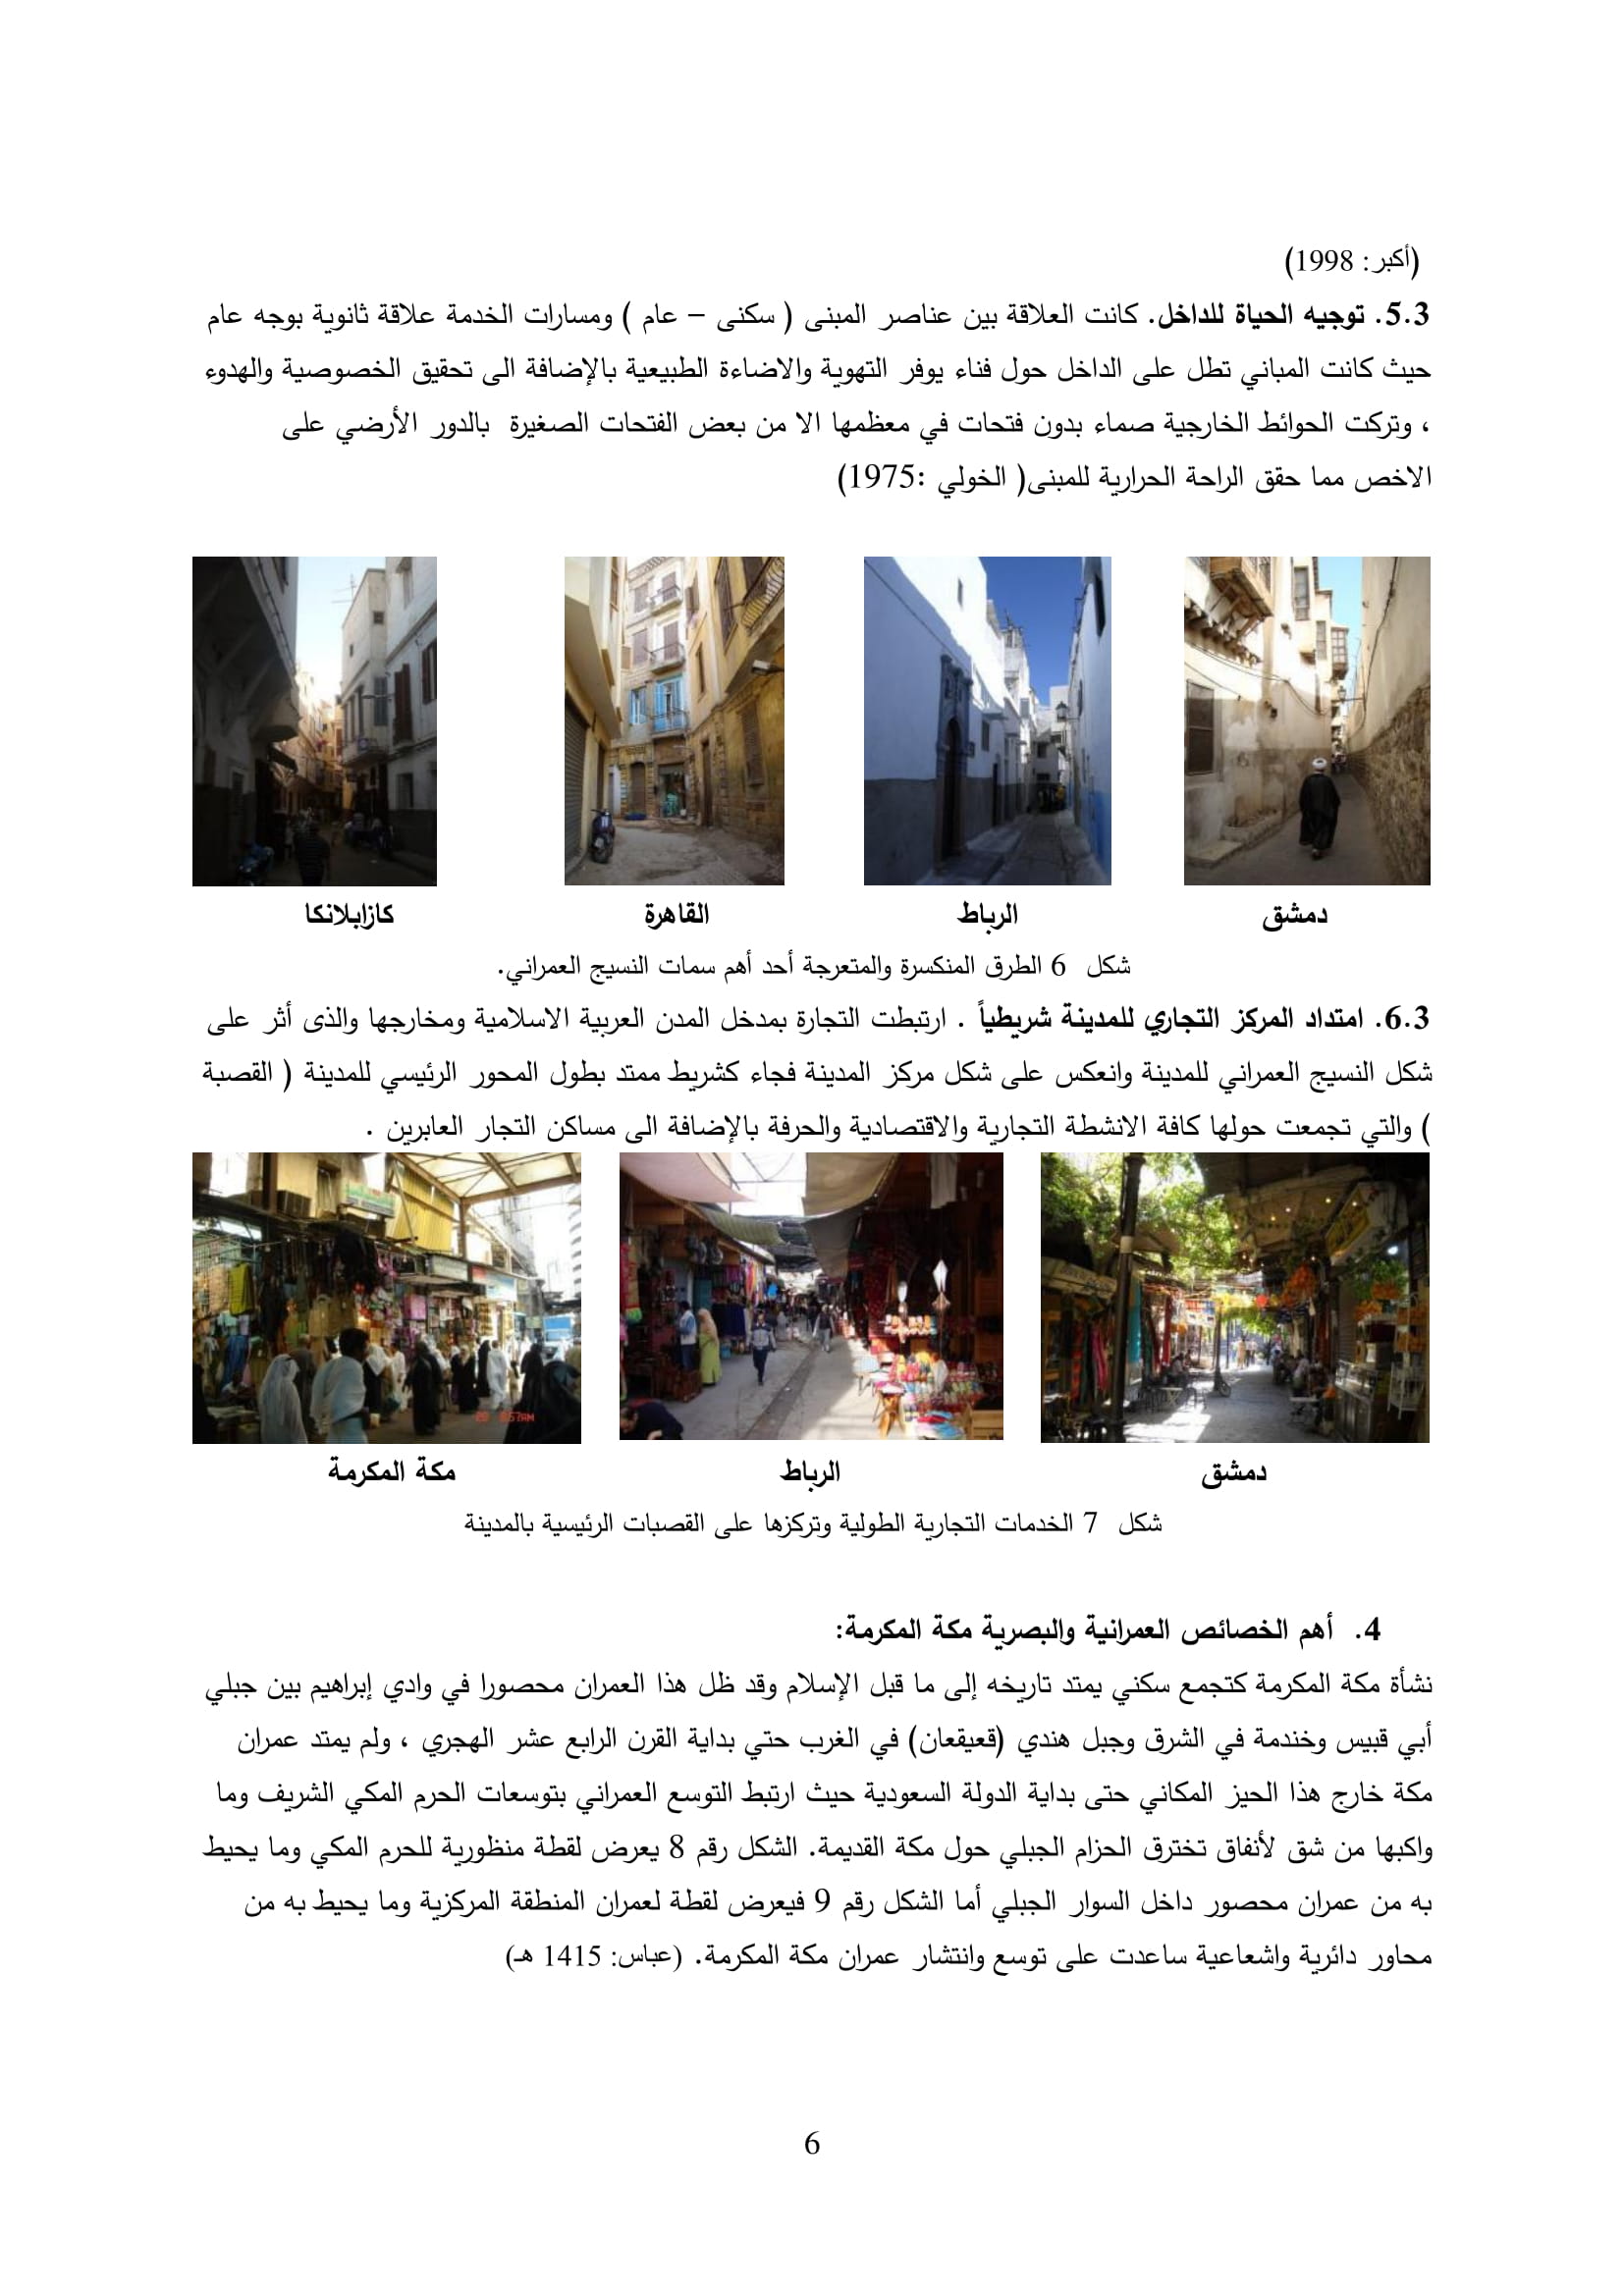 (أكبر: 1998)
5.3. توجيه الحياة للداخل. كانت العلاقة بين عناصر المبنى ( سكنى – عام ) ومسارات الخدمة علاقة ثانوية بوجه عام
حيث كانت المباني تطل على الداخل حول فناء يوفر التهوية والاضاءة الطبيعية بالإضافة الى تحقيق الخصوصية والهدوء
، وتركت الحوائط الخارجية صماء بدون فتحات في معظمها الا من بعض الفتحات الصغيرة بالدور الأرضي على
الاخص مما حقق الراحة الحرارية للمبنى( الخولي :1975)
دمشق الرباط القاهرة كازابلانكا
شكل 6 الطرق المنكسرة والمتعرجة أحد أهم سمات النسيج العمراني.
6.3. امتداد المركز التجاري للمدينة شريطياً . ارتبطت التجارة بمدخل المدن العربية الاسلامية ومخارجها والذى أثر على
شكل النسيج العمراني للمدينة وانعكس على شكل مركز المدينة فجاء كشريط ممتد بطول المحور الرئيسي للمدينة ( القصبة
) والتي تجمعت حولها كافة الانشطة التجارية والاقتصادية والحرفة بالإضافة الى مساكن التجار العابرين .
دمشق الرباط مكة المكرمة
شكل 7 الخدمات التجارية الطولية وتركزها على القصبات الرئيسية بالمدينة
4. أهم الخصائص العمرانية والبصرية مكة المكرمة:
نشأة مكة المكرمة كتجمع سكني يمتد تاريخه إلى ما قبل الإسلام وقد ظل هذا العمران محصورا في وادي إبراهيم بين جبلي
أبي قبيس وخندمة في الشرق وجبل هندي (قعيقعان) في الغرب حتي بداية القرن الرابع عشر الهجري ، ولم يمتد عمران
مكة خارج هذا الحيز المكاني حتى بداية الدولة السعودية حيث ارتبط التوسع العمراني بتوسعات الحرم المكي الشريف وما
واكبها من شق لأنفاق تخترق الحزام الجبلي حول مكة القديمة. الشكل رقم 8 يعرض لقطة منظورية للحرم المكي وما يحيط
به من عمران محصور داخل السوار الجبلي أما الشكل رقم 9 فيعرض لقطة لعمران المنطقة المركزية وما يحيط به من
محاور دائرية واشعاعية ساعدت على توسع وانتشار عمران مكة المكرمة. (عباس: 1415 هـ)
6